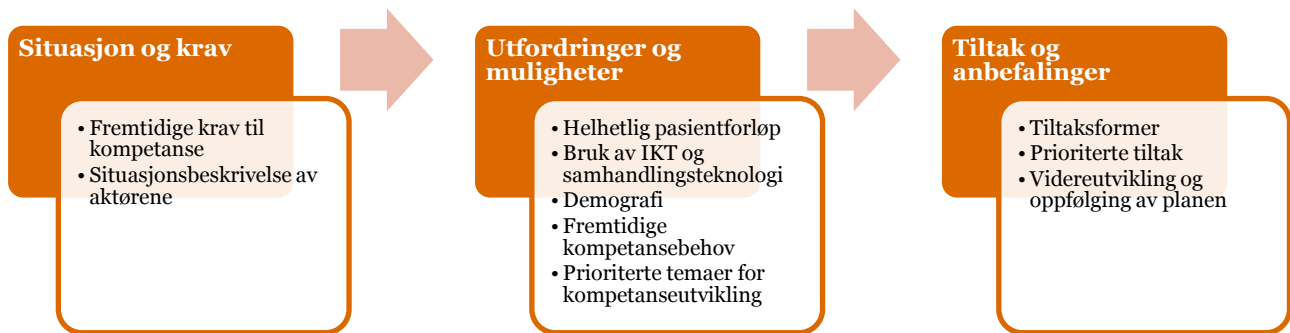 Situasjon og krav
• Fremtidige krav til
kompetanse
• Situasjonsbeskrivelse av
aktørene
Utfordringer og
muligheter
• Helhetlig pasientforløp
• Bruk av IKT og
samhandlingsteknologi
• Demografi
• Fremtidige
kompetansebehov
• Prioriterte temaer for
kompetanseutvikling
Tiltak og
anbefalinger
• Tiltaksformer
• Prioriterte tiltak
• Videreutvikling og
oppfølging av planen